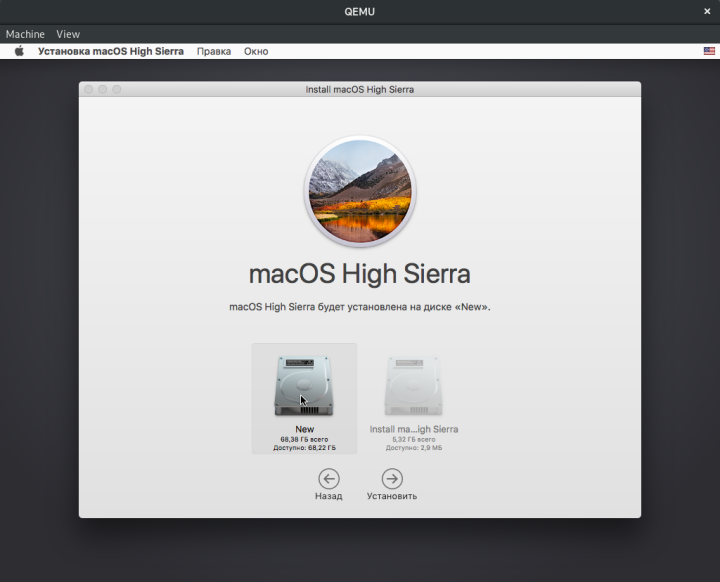 QEMU
Machine View
Установка macOS High Sierra Правка Окно
Install macOS High Sierra
macOS High Sierra
macOS High Sierra будет установлена на диске «New».
New Install ma...igh Sierra
68,38 ГБ всего 5,32 ГБ всего
Доступно: 68,22 ГБ Доступно: 2,9 МБ
Назад Установить